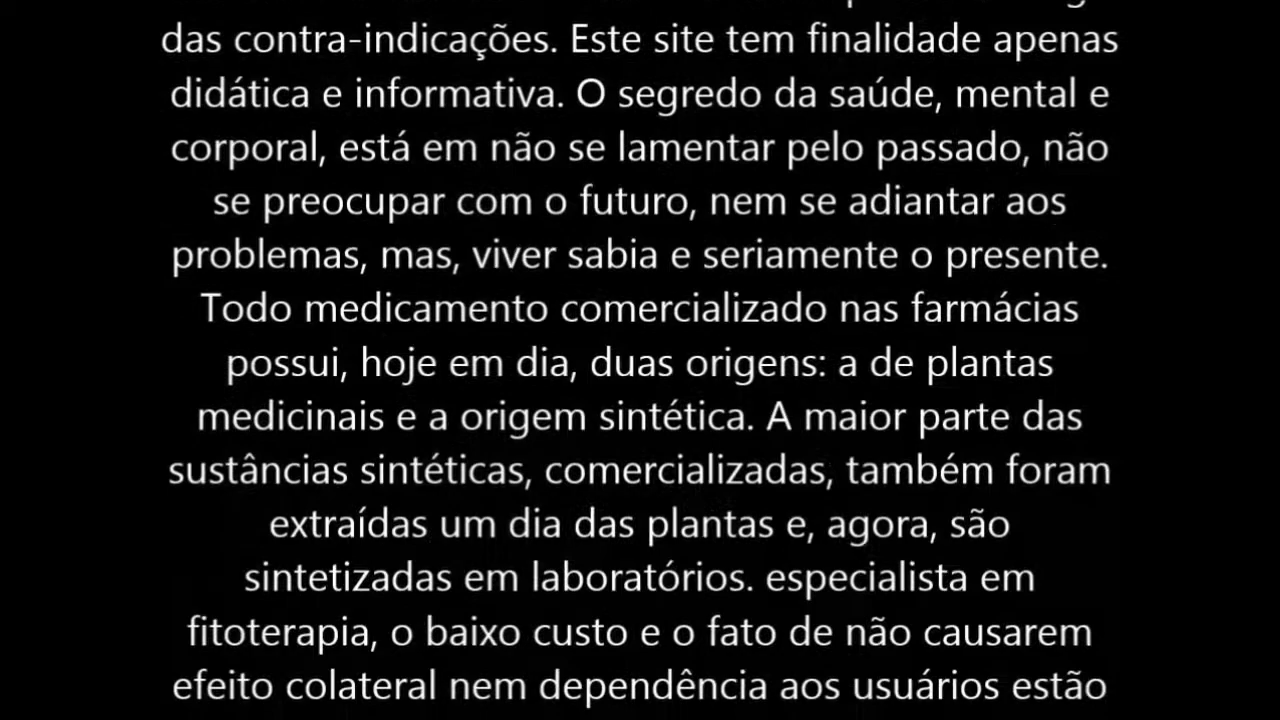 das contra-indicações. Este site tem finalidade apenas
didática e informativa. O segredo da saúde, mental e
corporal, está em não se lamentar pelo passado, não
se preocupar com o futuro, nem se adiantar aos
problemas, mas, viver sabia e seriamente o presente.
Todo medicamento comercializado nas farmácias
possui, hoje em dia, duas origens: a de plantas
medicinais e a origem sintética. A maior parte das
sustâncias sintéticas, comercializadas, também foram
extraídas um dia das plantas e, agora, são
sintetizadas em laboratórios. especialista em
fitoterapia, o baixo custo e o fato de não causarem
efeito colateral nem dependência aos usuários estão